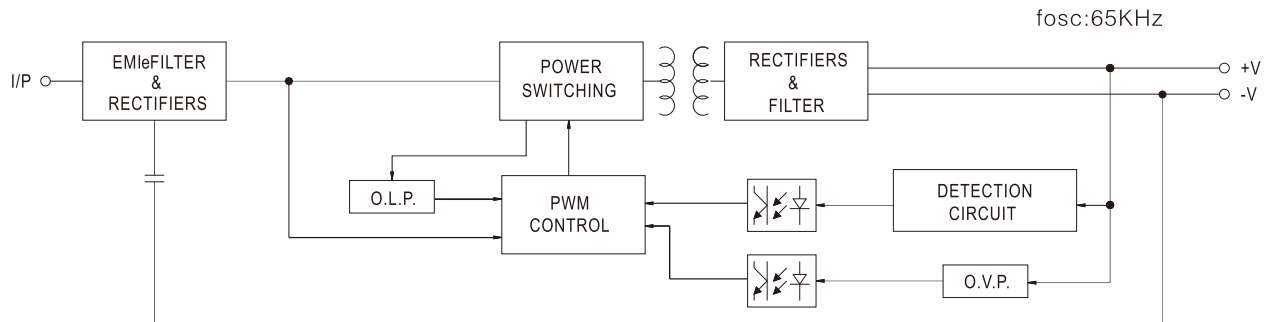 fosc:65KHz
I/P
EMIeFILTER
&
RECTIFIERS
POWER
SWITCHING
RECTIFIERS
&
FILTER
+V
-V
O.L.P.
PWM
CONTROL
DETECTION
CIRCUIT
O.V.P.